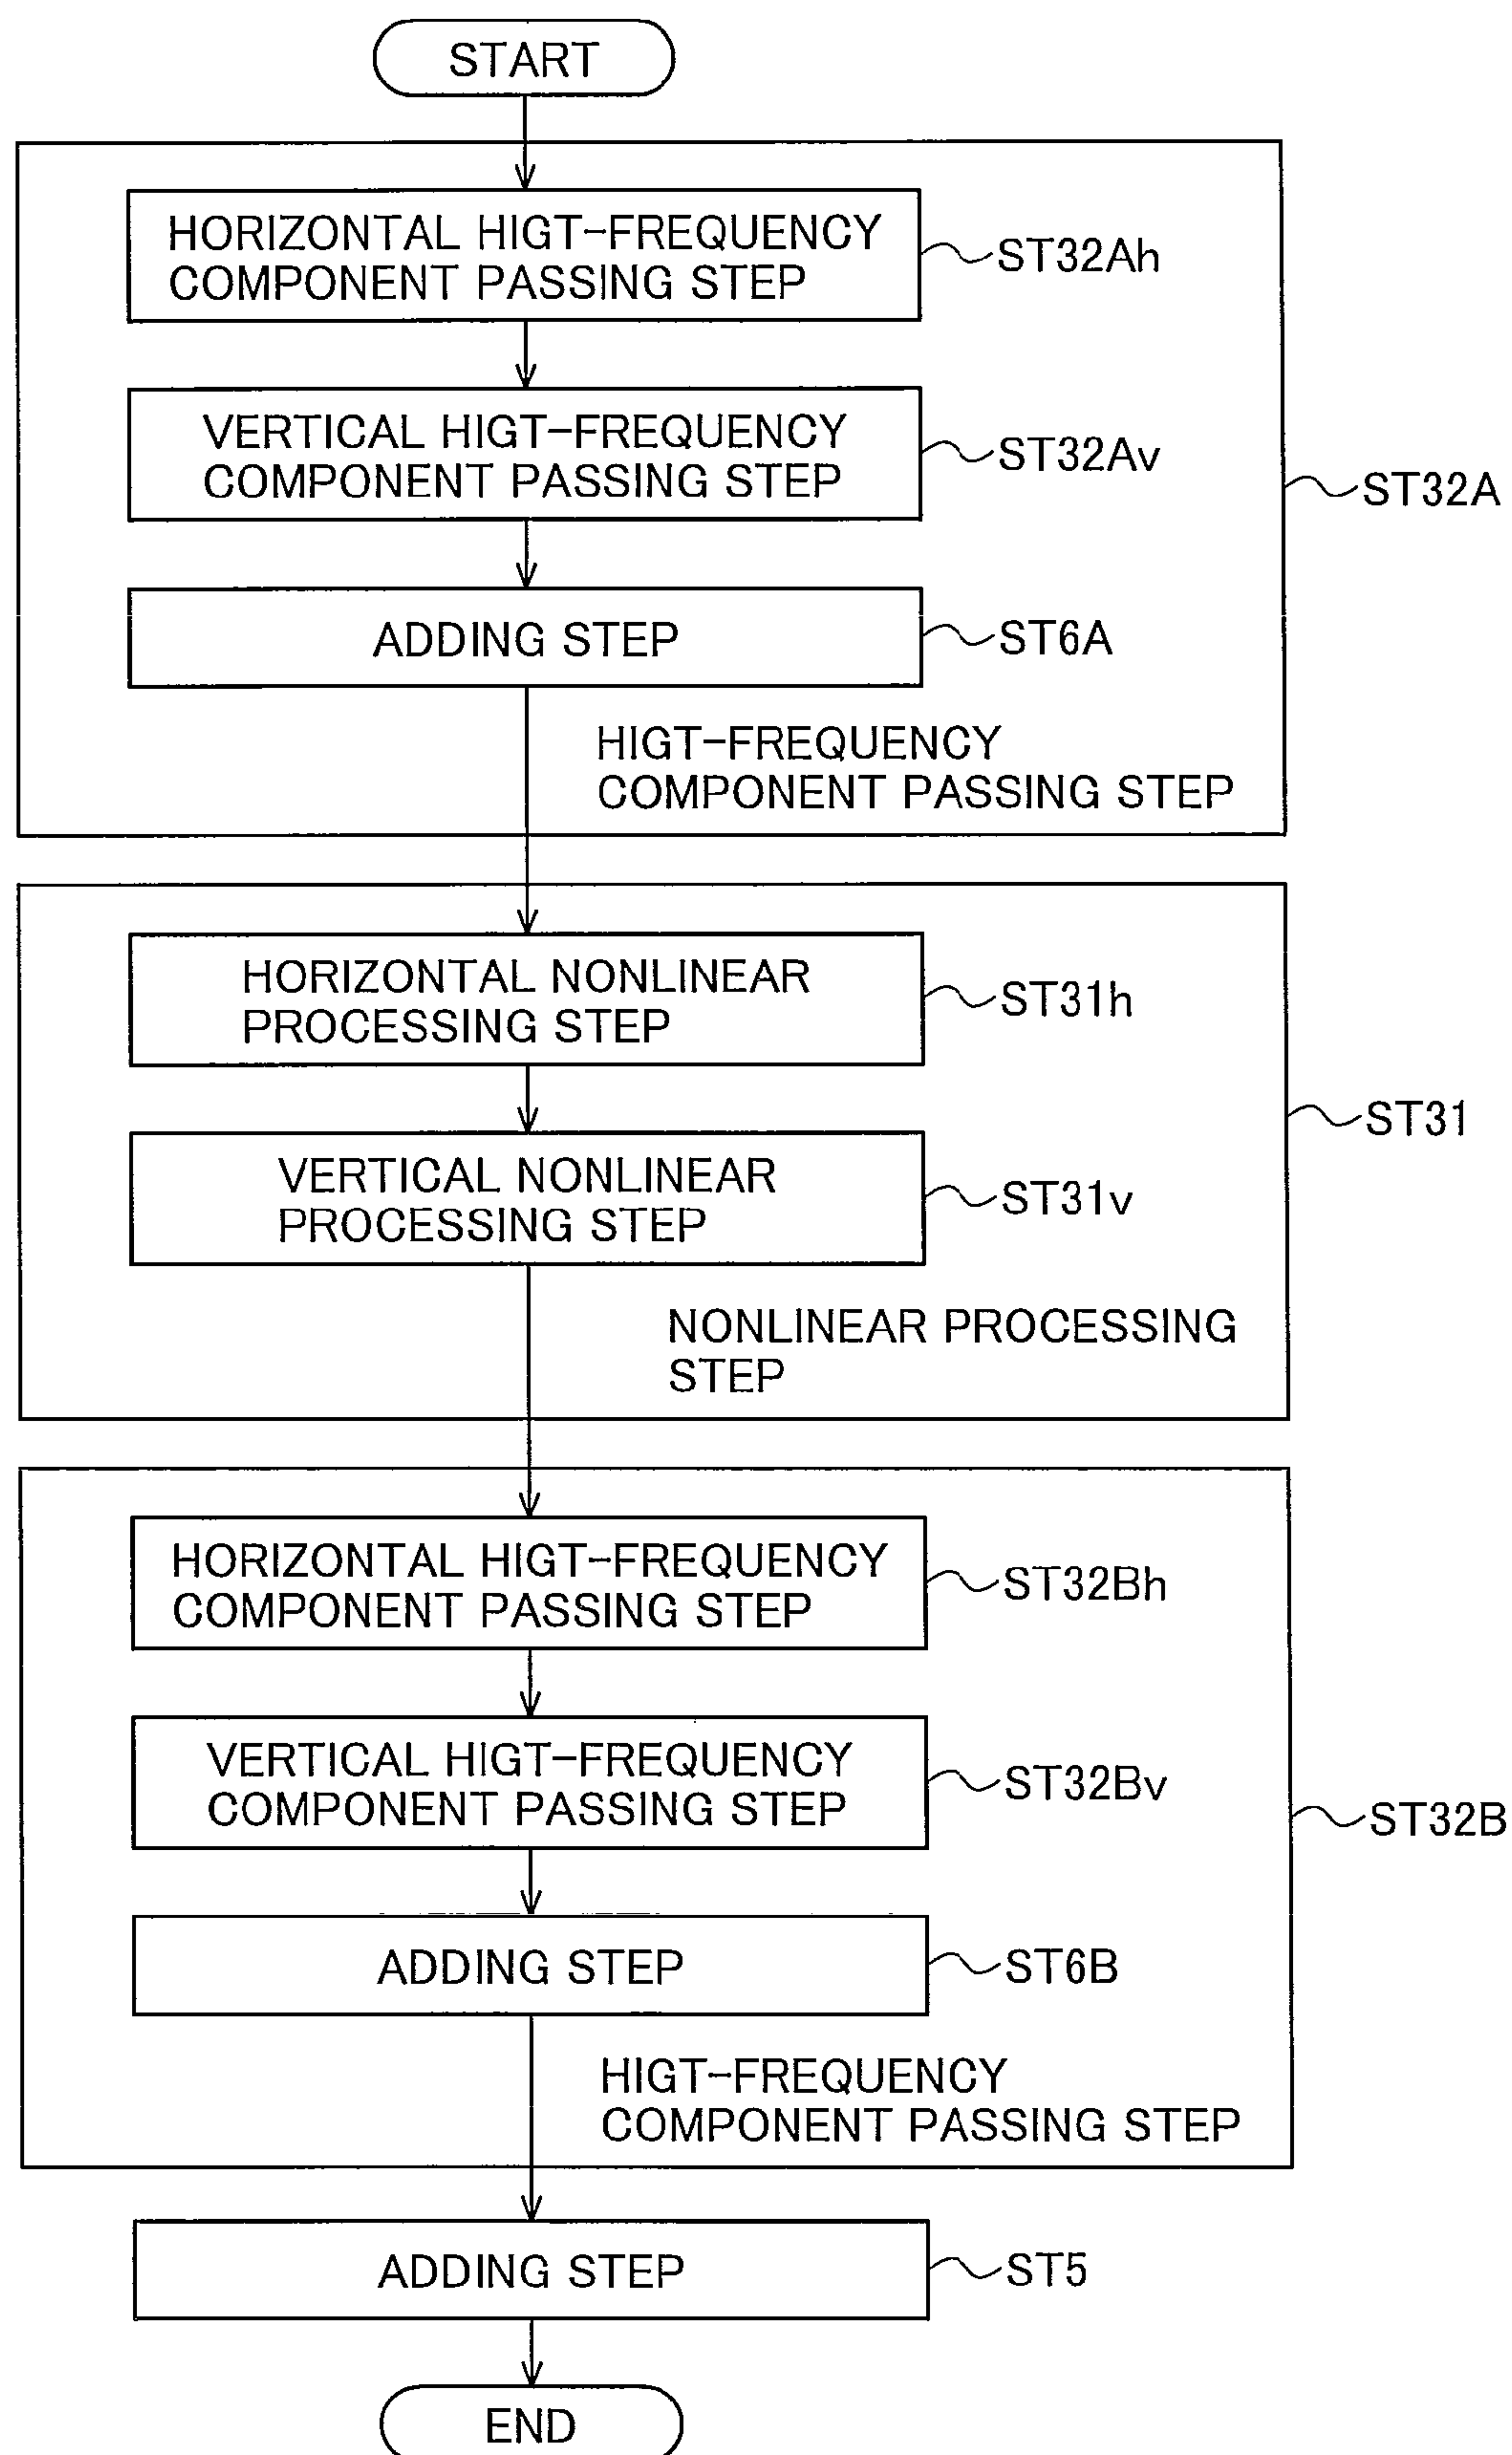 START
HORIZONTAL HIGT-FREQUENCY
COMPONENT PASSING STEP
ST32Ah
VERTICAL HIGT-FREQUENCY
COMPONENT PASSING STEP
ST32Av
ST32A
ADDING STEP
ST6A
HIGT-FREQUENCY
COMPONENT PASSING STEP
HORIZONTAL NONLINEAR
PROCESSING STEP
ST31h
ST31
VERTICAL NONLINEAR
PROCESSING STEP
ST31v
NONLINEAR PROCESSING
STEP
HORIZONTAL HIGT-FREQUENCY
COMPONENT PASSING STEP
ST32Bh
VERTICAL HIGT-FREQUENCY
COMPONENT PASSING STEP
ST32Bv
ST32B
ADDING STEP
ST6B
HIGT-FREQUENCY
COMPONENT PASSING STEP
ADDING STEP
ST5
END